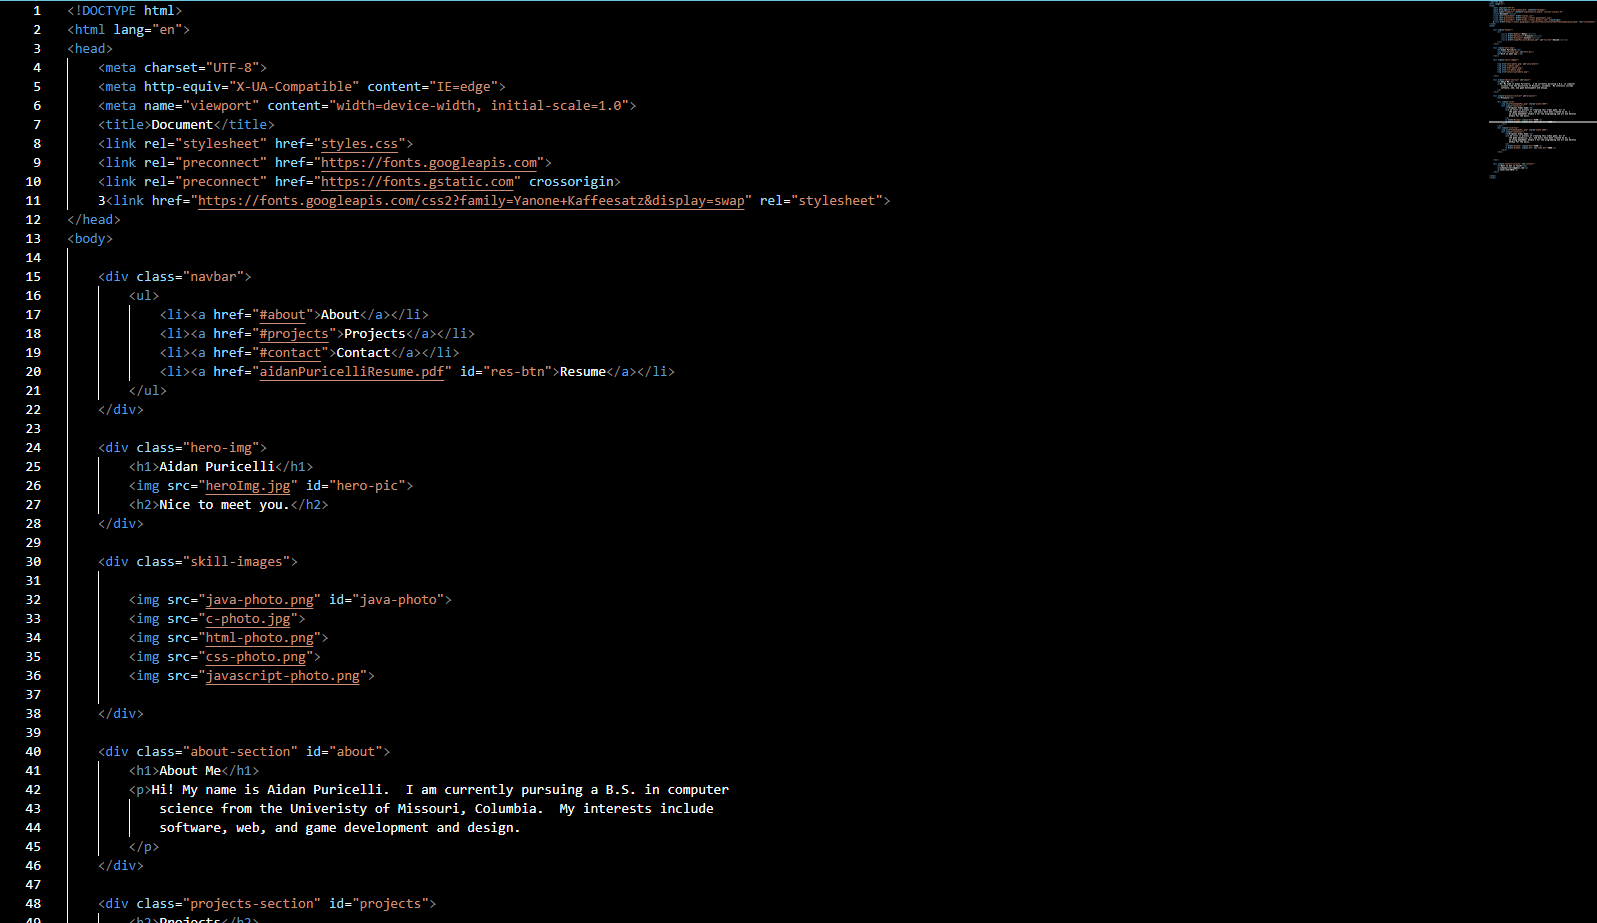 1 <!DOCTYPE html>
2 <html lang="en">
3 <head>
4     <meta charset="UTF-8">
5     <meta http-equiv="X-UA-Compatible" content="IE=edge">
6     <meta name="viewport" content="width=device-width, initial-scale=1.0">
7     <title>Document</title>
8     <link rel="stylesheet" href="styles.css">
9     <link rel="preconnect" href="https://fonts.googleapis.com">
10     <link rel="preconnect" href="https://fonts.gstatic.com" crossorigin>
11     3<link href="https://fonts.googleapis.com/css2?family=Yanone+Kaffeesatz&display=swap" rel="stylesheet">
12 </head>
13 <body>
14
15     <div class="navbar">
16         <ul>
17             <li><a href="#about">About</a></li>
18             <li><a href="#projects">Projects</a></li>
19             <li><a href="#contact">Contact</a></li>
20             <li><a href="aidanPuricelliResume.pdf" id="res-btn">Resume</a></li>
21         </ul>
22     </div>
23
24     <div class="hero-img">
25         <h1>Aidan Puricelli</h1>
26         <img src="heroImg.jpg" id="hero-pic">
27         <h2>Nice to meet you.</h2>
28     </div>
29
30     <div class="skill-images">
31
32         <img src="java-photo.png" id="java-photo">
33         <img src="c-photo.jpg">
34         <img src="html-photo.png">
35         <img src="css-photo.png">
36         <img src="javascript-photo.png">
37
38     </div>
39
40     <div class="about-section" id="about">
41         <h1>About Me</h1>
42         <p>Hi! My name is Aidan Puricelli.  I am currently pursuing a B.S. in computer
43             science from the Univeristy of Missouri, Columbia.  My interests include
44             software, web, and game development and design.
45         </p>
46     </div>
47
48     <div class="projects-section" id="projects">
49         <h2>Projects</h2>